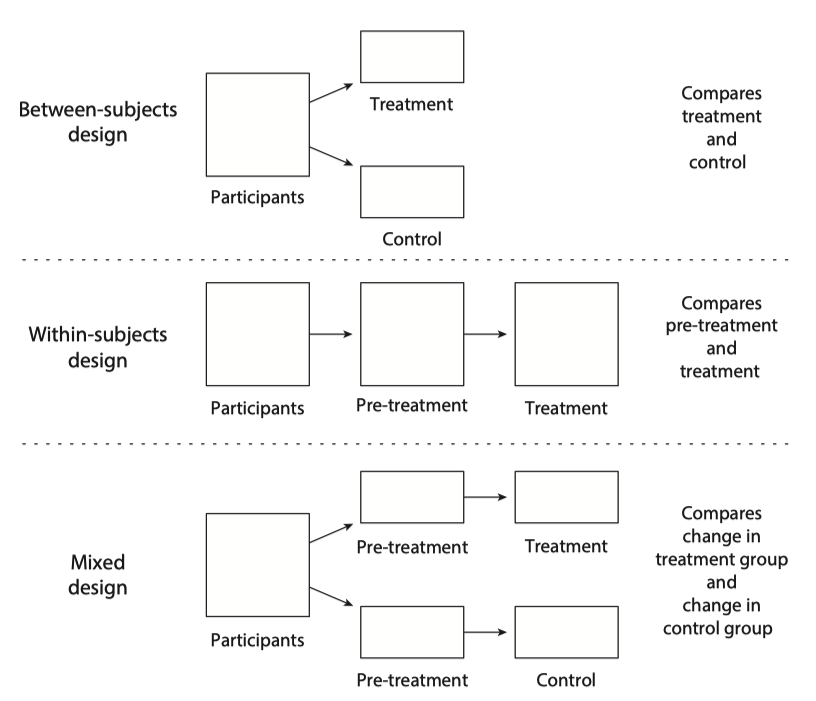 Between-subjects
design
Participants
Treatment
Control
Compares
treatment
and
control
Within-subjects
design
Participants
Pre-treatment
Treatment
Compares
pre-treatment
and
treatment
Mixed
design
Participants
Pre-treatment
Treatment
Pre-treatment
Control
Compares
change in
treatment group
and
change in
control group